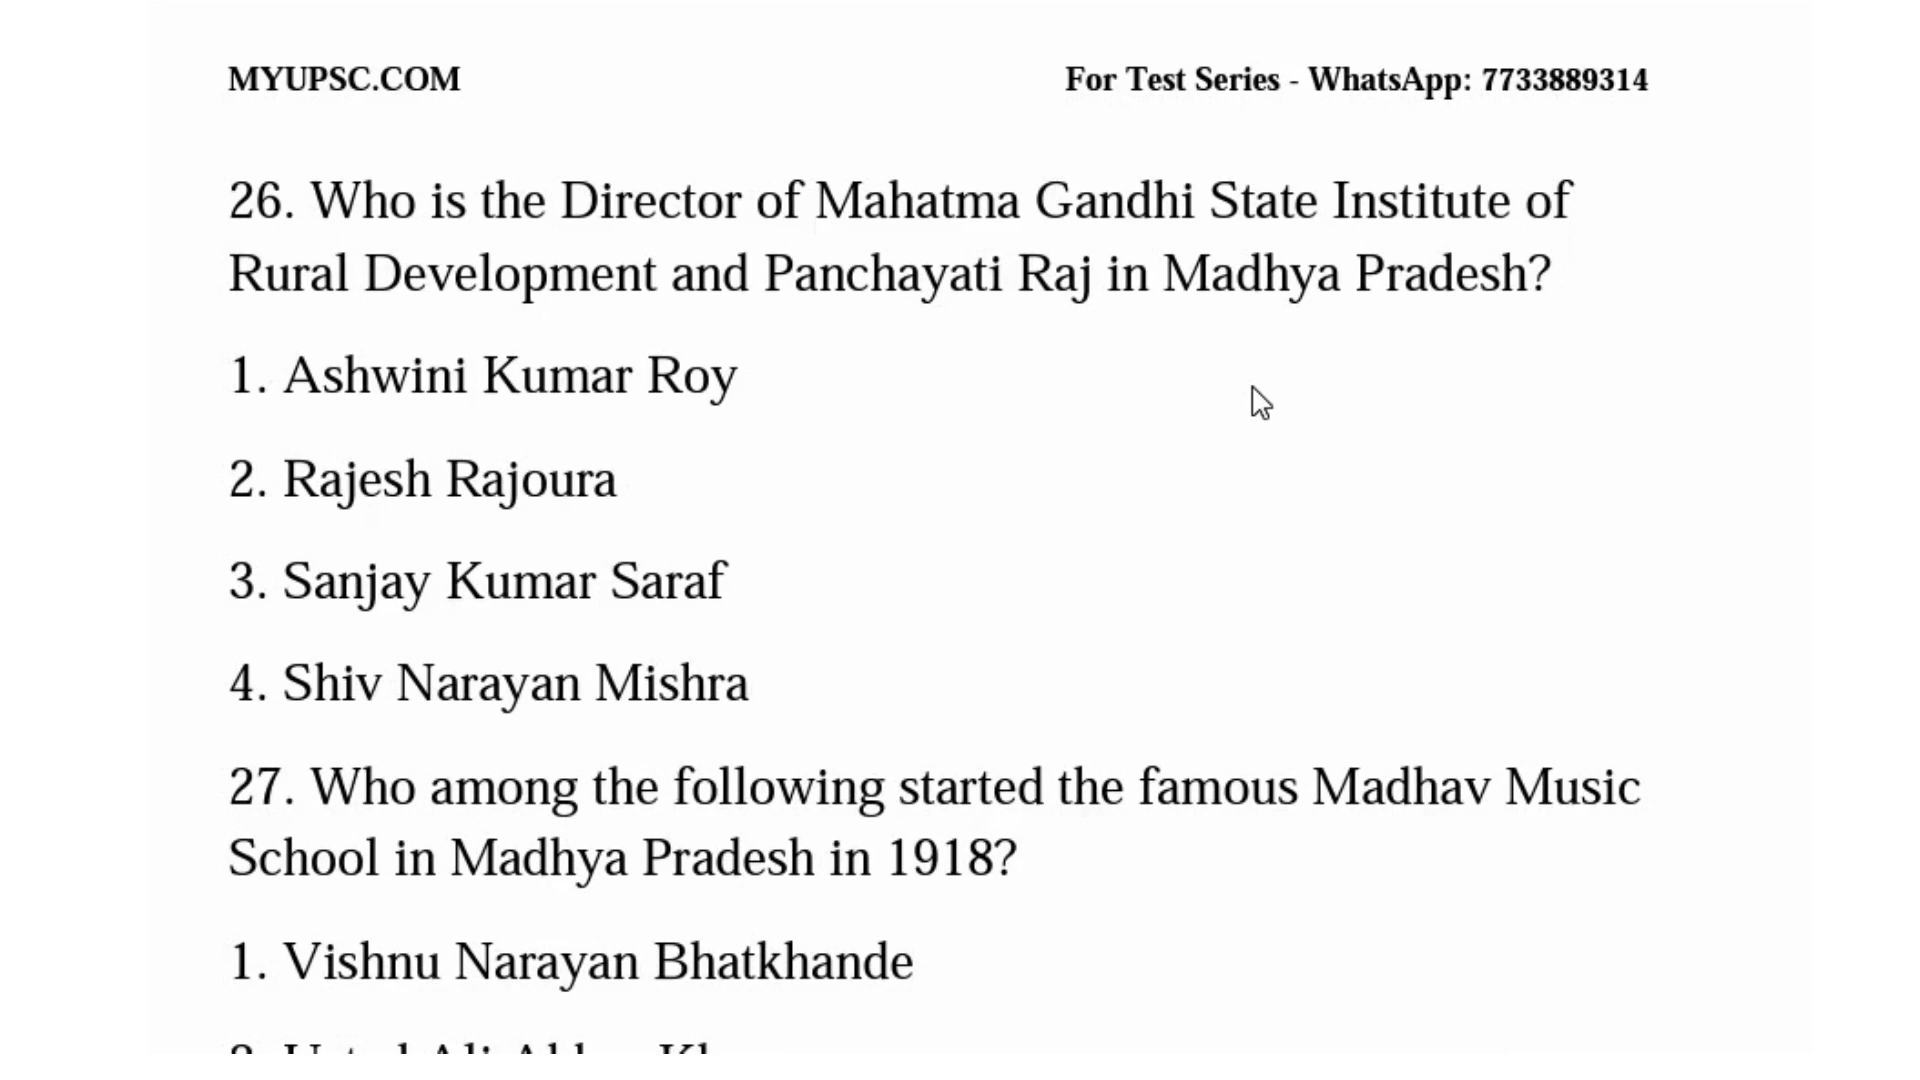 MYUPSC.COM For Test Series - WhatsApp: 7733889314
26. Who is the Director of Mahatma Gandhi State Institute of
Rural Development and Panchayati Raj in Madhya Pradesh?
1. Ashwini Kumar Roy
2. Rajesh Rajoura
3. Sanjay Kumar Saraf
4. Shiv Narayan Mishra
27. Who among the following started the famous Madhav Music
School in Madhya Pradesh in 1918?
1. Vishnu Narayan Bhatkhande